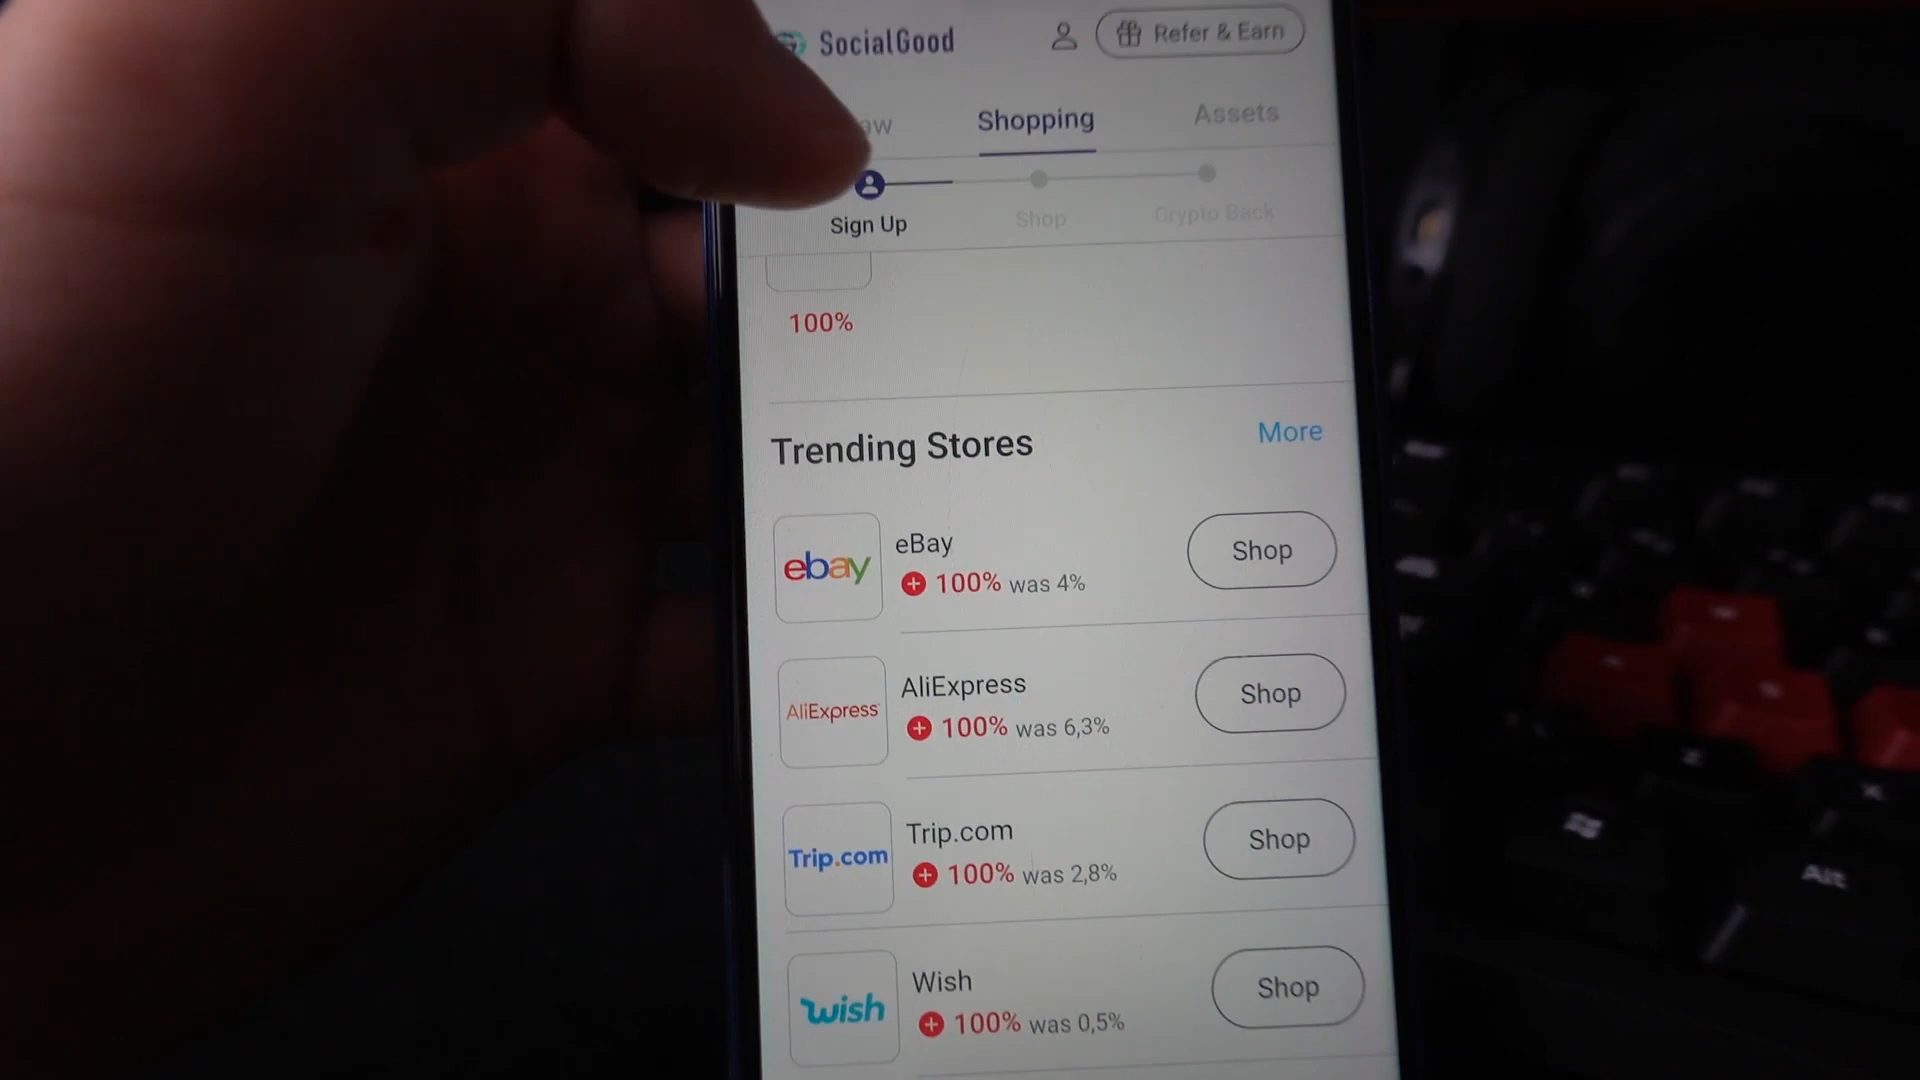 SocialGood
Refer & Earn
Shopping
Assets
Sign Up
Shop
Crypto Back
100%
Trending Stores
More
ebay
eBay
100% was 4%
Shop
AliExpress
AliExpress
100% was 6,3%
Shop
Trip.com
Trip.com
100% was 2,8%
Shop
wish
Wish
100% was 0,5%
Shop
Z
X
Alt